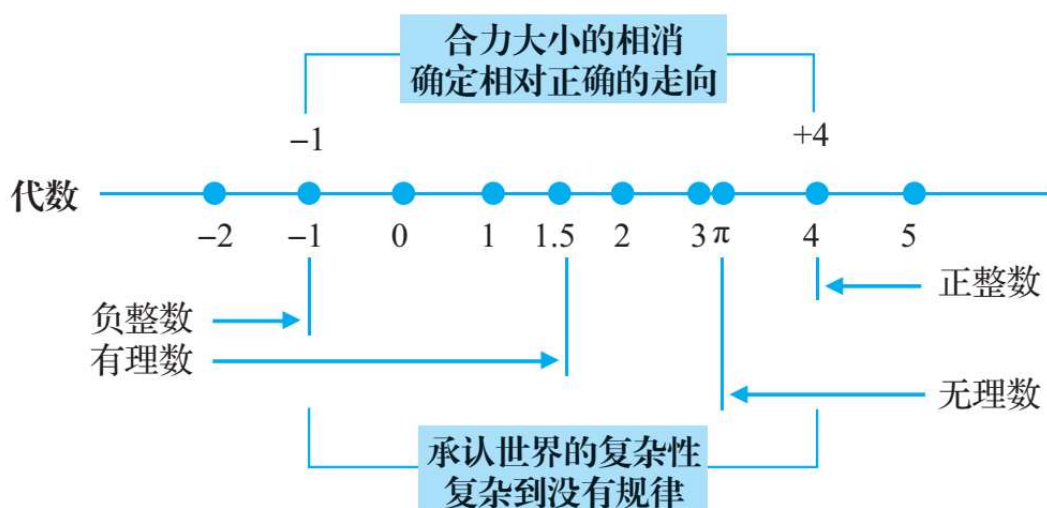 合力大小的相消
确定相对正确的走向
−1
+4
代数
−2 −1 0 1 1.5 2 3 π 4 5
正整数
负整数
有理数
无理数
承认世界的复杂性
复杂到没有规律